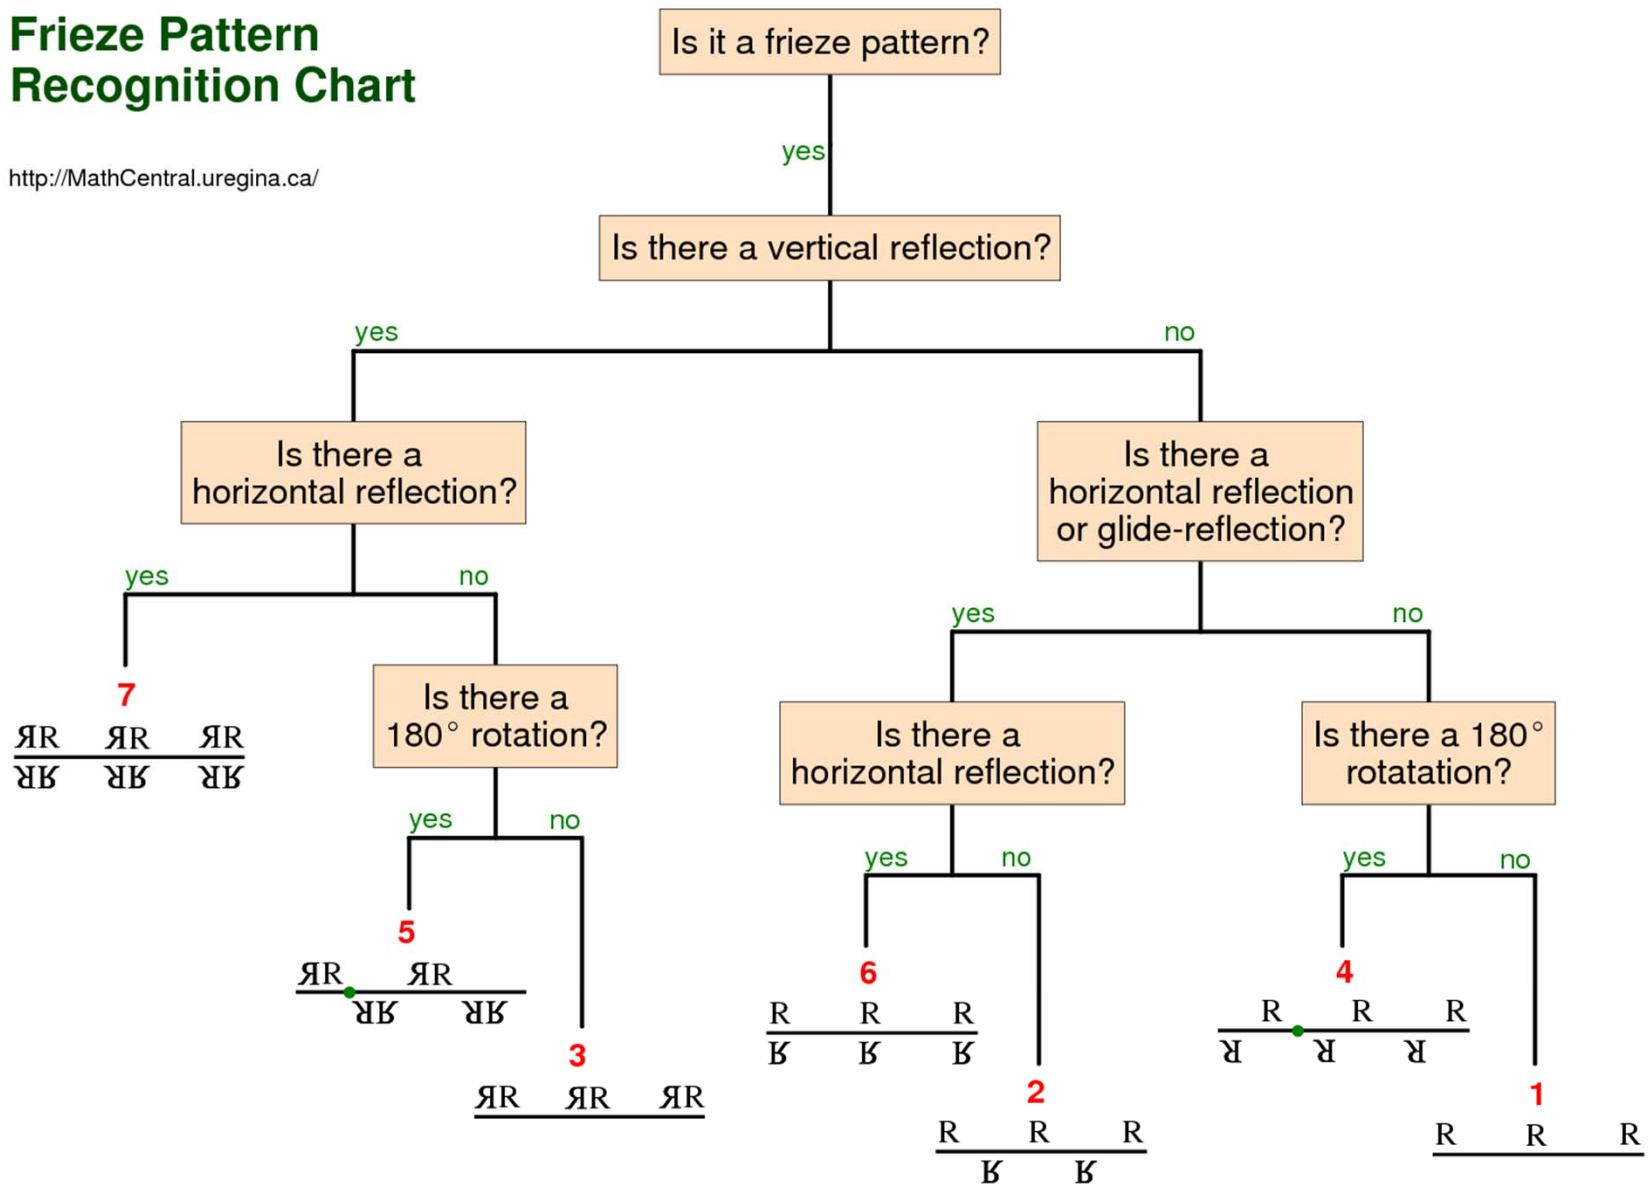 Frieze Pattern
Recognition Chart
http://MathCentral.uregina.ca/
Is it a frieze pattern?
yes
Is there a vertical reflection?
yes
no
Is there a
horizontal reflection?
yes
no
7
ЯR ЯR ЯR
Is there a
180° rotation?
yes
no
5
ЯR ЯR
3
ЯR ЯR ЯR
Is there a
horizontal reflection
or glide-reflection?
yes
no
Is there a
horizontal reflection?
yes
no
6
R R R
2
R R R
Is there a 180°
rotatation?
yes
no
4
R R R
1
R R R